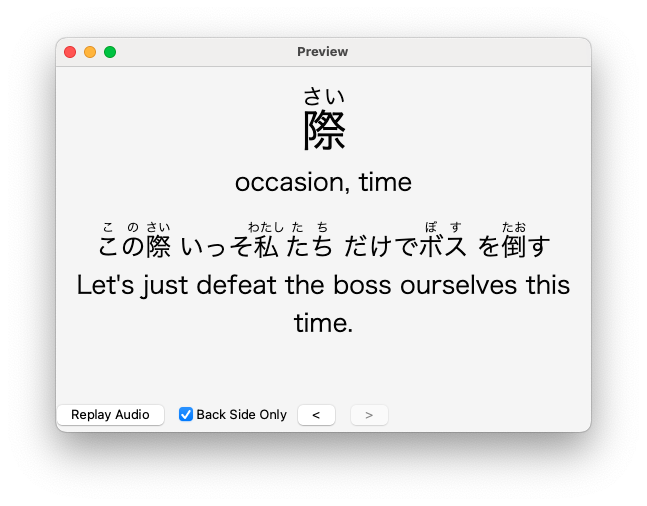 Preview
さい
際
occasion, time
こ の さい わたし た ち ぼ す たお
この際 いっそ私 たち だけでボス を倒す
Let's just defeat the boss ourselves this
time.
Replay Audio Back Side Only < >